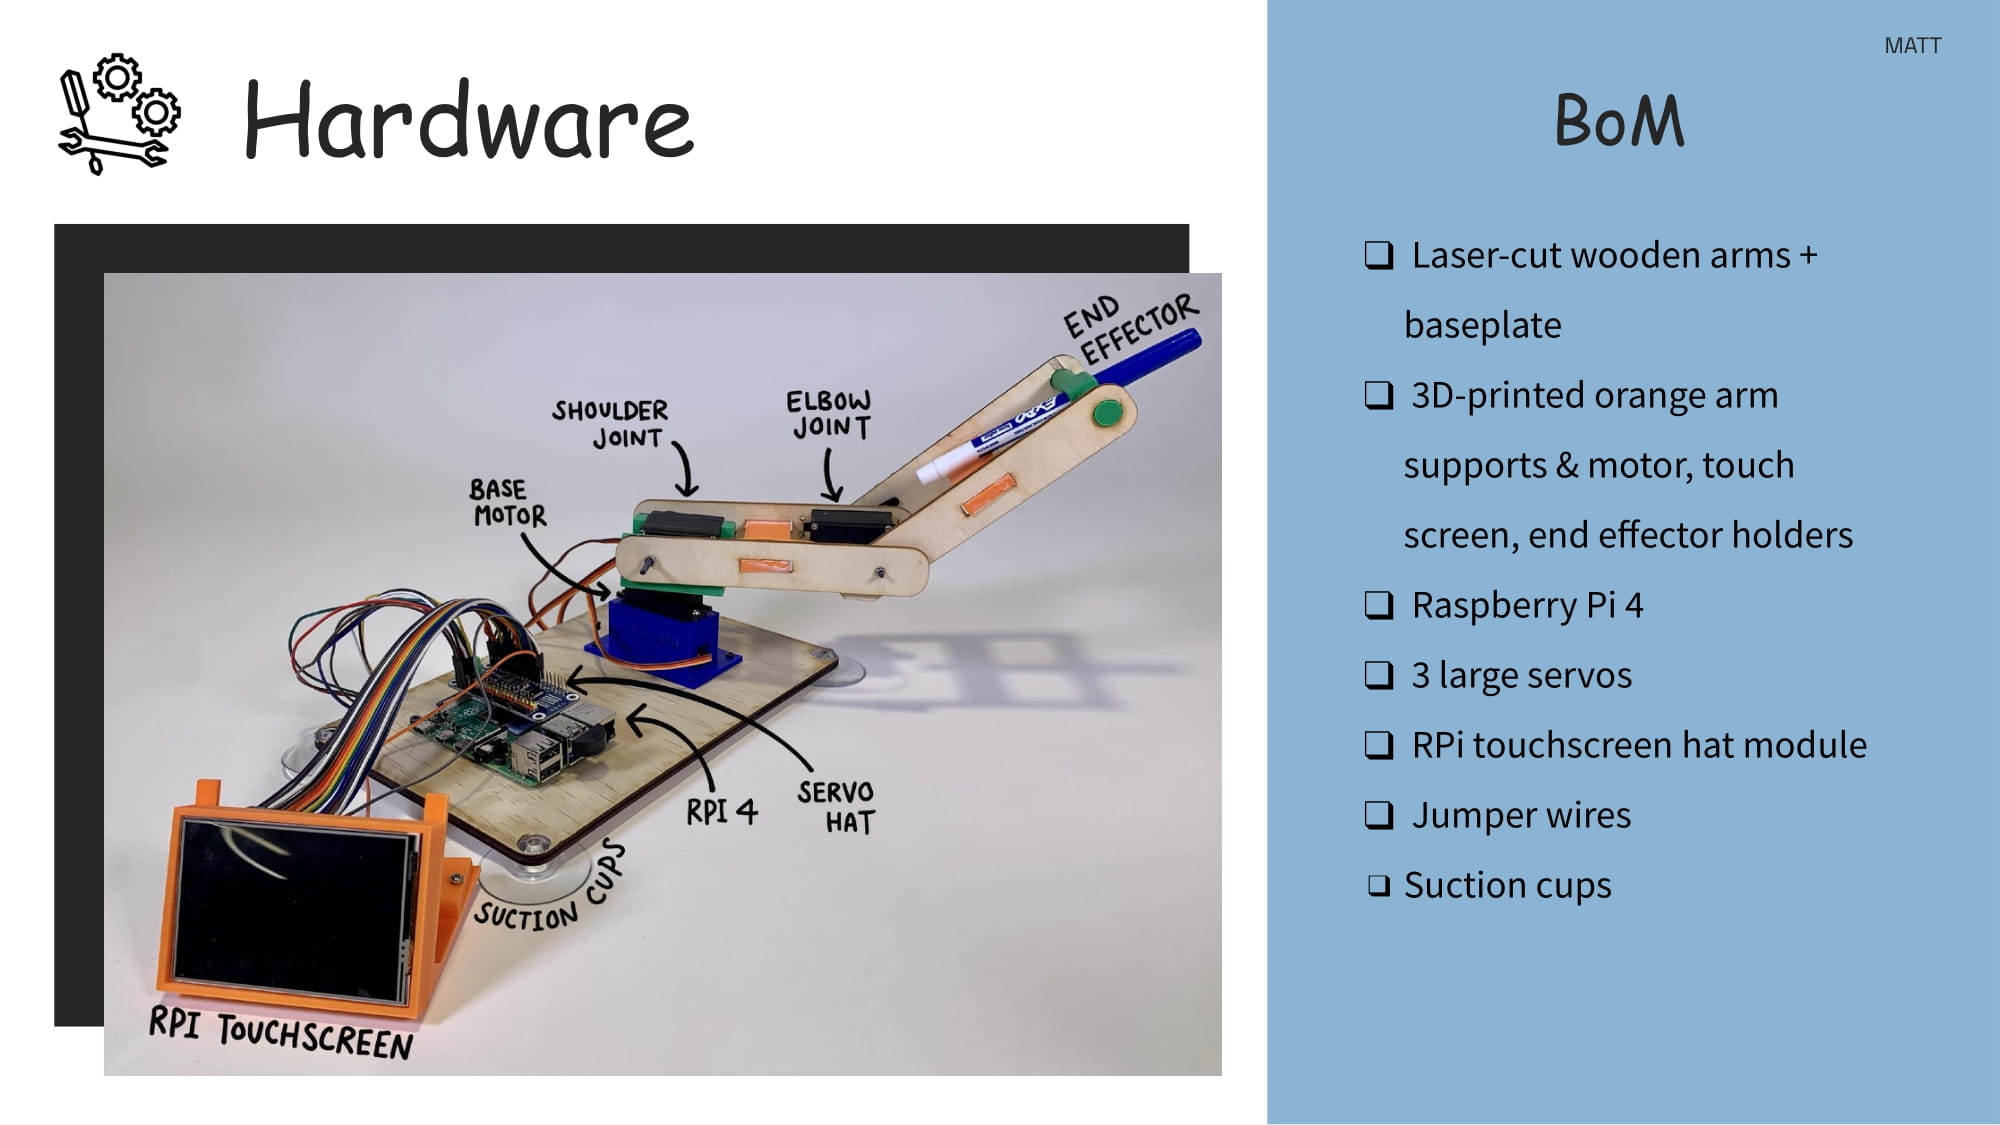 Hardware
END
EFFECTOR
SHOULDER
JOINT
ELBOW
JOINT
BASE
MOTOR
EXPO
RPI 4
SERVO
HAT
SUCTION CUPS
RPI TOUCHSCREEN
MATT
BoM
❏ Laser-cut wooden arms +
baseplate
❏ 3D-printed orange arm
supports & motor, touch
screen, end effector holders
❏ Raspberry Pi 4
❏ 3 large servos
❏ RPi touchscreen hat module
❏ Jumper wires
❏ Suction cups